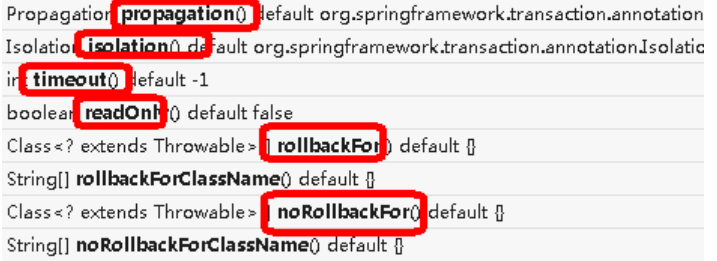 Propagation propagation() default org.springframework.transaction.annotation
Isolation isolation() default org.springframework.transaction.annotation.Isolatio
int timeout() default -1
boolean readOnly() default false
Class<? extends Throwable>[] rollbackFor() default {}
String[] rollbackForClassName() default {}
Class<? extends Throwable>[] noRollbackFor() default {}
String[] noRollbackForClassName() default {}